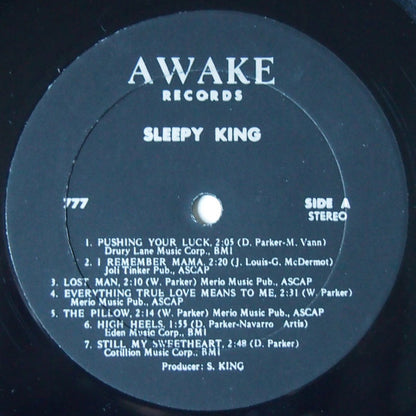 AWAKE
RECORDS
SLEEPY KING
777
SIDE A
STEREO
1. PUSHING YOUR LUCK, 2:05 (D. Parker-M. Vann)
Drury Lane Music Corp., BMI
2. I REMEMBER MAMA, 2:20 (J. Louis-G. McDermot)
Joli Tinker Pub., ASCAP
3. LOST MAN, 2:10 (W. Parker) Merio Music Pub., ASCAP
4. EVERYTHING TRUE LOVE MEANS TO ME, 2:31 (W. Parker)
Merio Music Pub., ASCAP
5. THE PILLOW, 2:14 (W. Parker) Merio Music Pub., ASCAP
6. HIGH HEELS, 1:55 (D. Parker-Navarro Artis)
Eden Music Corp., BMI
7. STILL MY SWEETHEART, 2:48 (D. Parker)
Cotillion Music Corp., BMI
Producer: S. KING